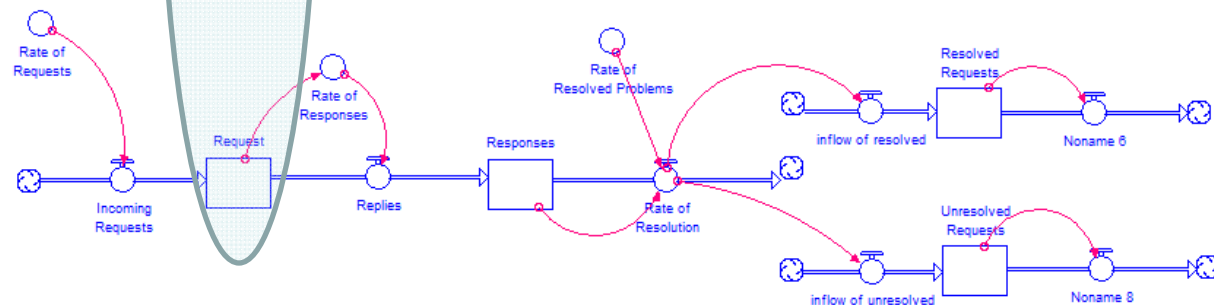 Rate of
Requests
Rate of
Responses
Request
Incoming
Requests
Replies
Responses
Rate of
Resolved Problems
Rate of
Resolution
Resolved
Requests
inflow of resolved
Noname 6
Unresolved
Requests
inflow of unresolved
Noname 8